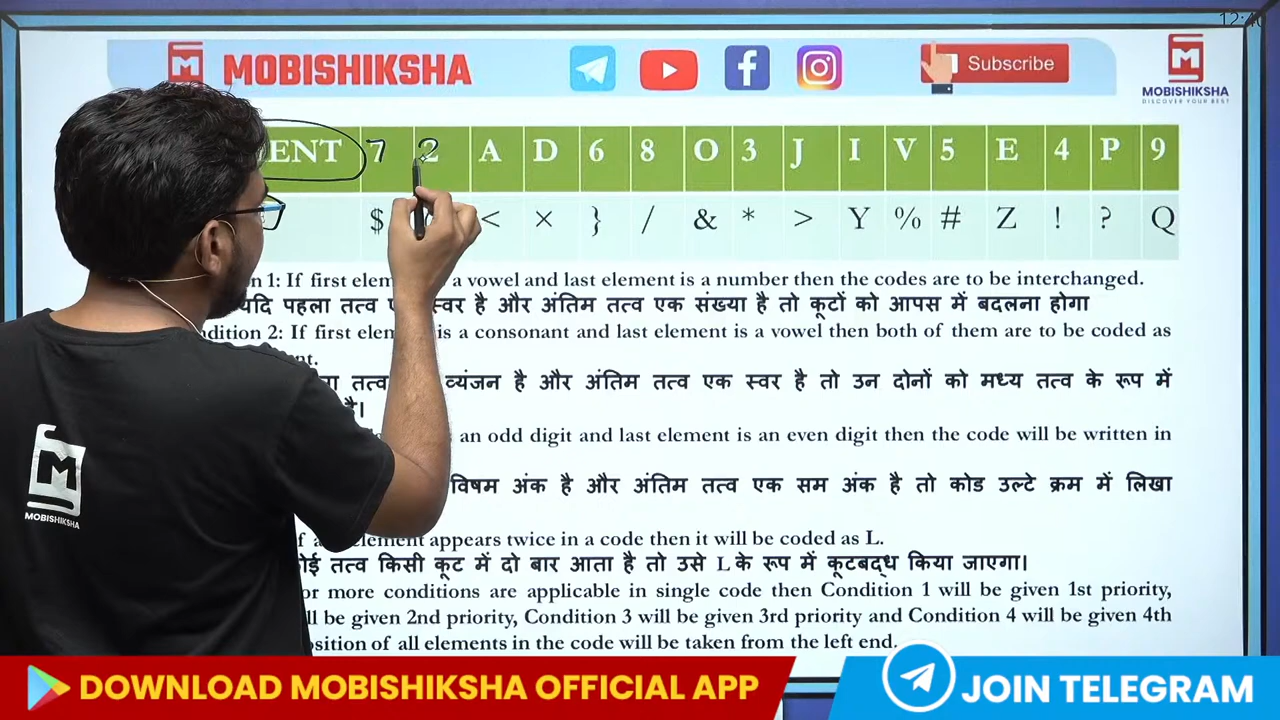 12:40
MOBISHIKSHA
Subscribe
MOBISHIKSHA
DISCOVER YOUR BEST
ENT 7 2 A D 6 8 O 3 J I V 5 E 4 P 9
$ < × } / & * > Y % # Z ! ? Q
1: If first a vowel and last element is a number then the codes are to be interchanged.
यदि पहला तत्व स्वर है और अंतिम तत्व एक संख्या है तो कूटों को आपस में बदलना होगा
2: If first is a consonant and last element is a vowel then both of them are to be coded as
तत्व व्यंजन है और अंतिम तत्व एक स्वर है तो उन दोनों को मध्य तत्व के रूप में
है।
an odd digit and last element is an even digit then the code will be written in
विषम अंक है और अंतिम तत्व एक सम अंक है तो कोड उल्टे क्रम में लिखा
element appears twice in a code then it will be coded as L.
तत्व किसी कूट में दो बार आता है तो उसे L के रूप में कूटबद्ध किया जाएगा।
or more conditions are applicable in single code then Condition 1 will be given 1st priority,
be given 2nd priority, Condition 3 will be given 3rd priority and Condition 4 will be given 4th
of all elements in the code will be taken from the left end.
MOBISHIKSHA
DOWNLOAD MOBISHIKSHA OFFICIAL APP
JOIN TELEGRAM